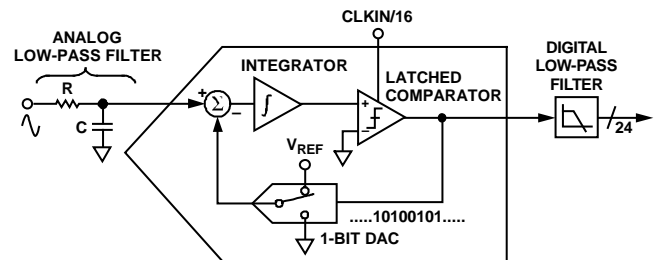 CLKIN/16
ANALOG
LOW-PASS FILTER
R
C
INTEGRATOR
LATCHED
COMPARATOR
DIGITAL
LOW-PASS
FILTER
+
Σ
–
∫
+
–
24
VREF
.....10100101.....
1-BIT DAC